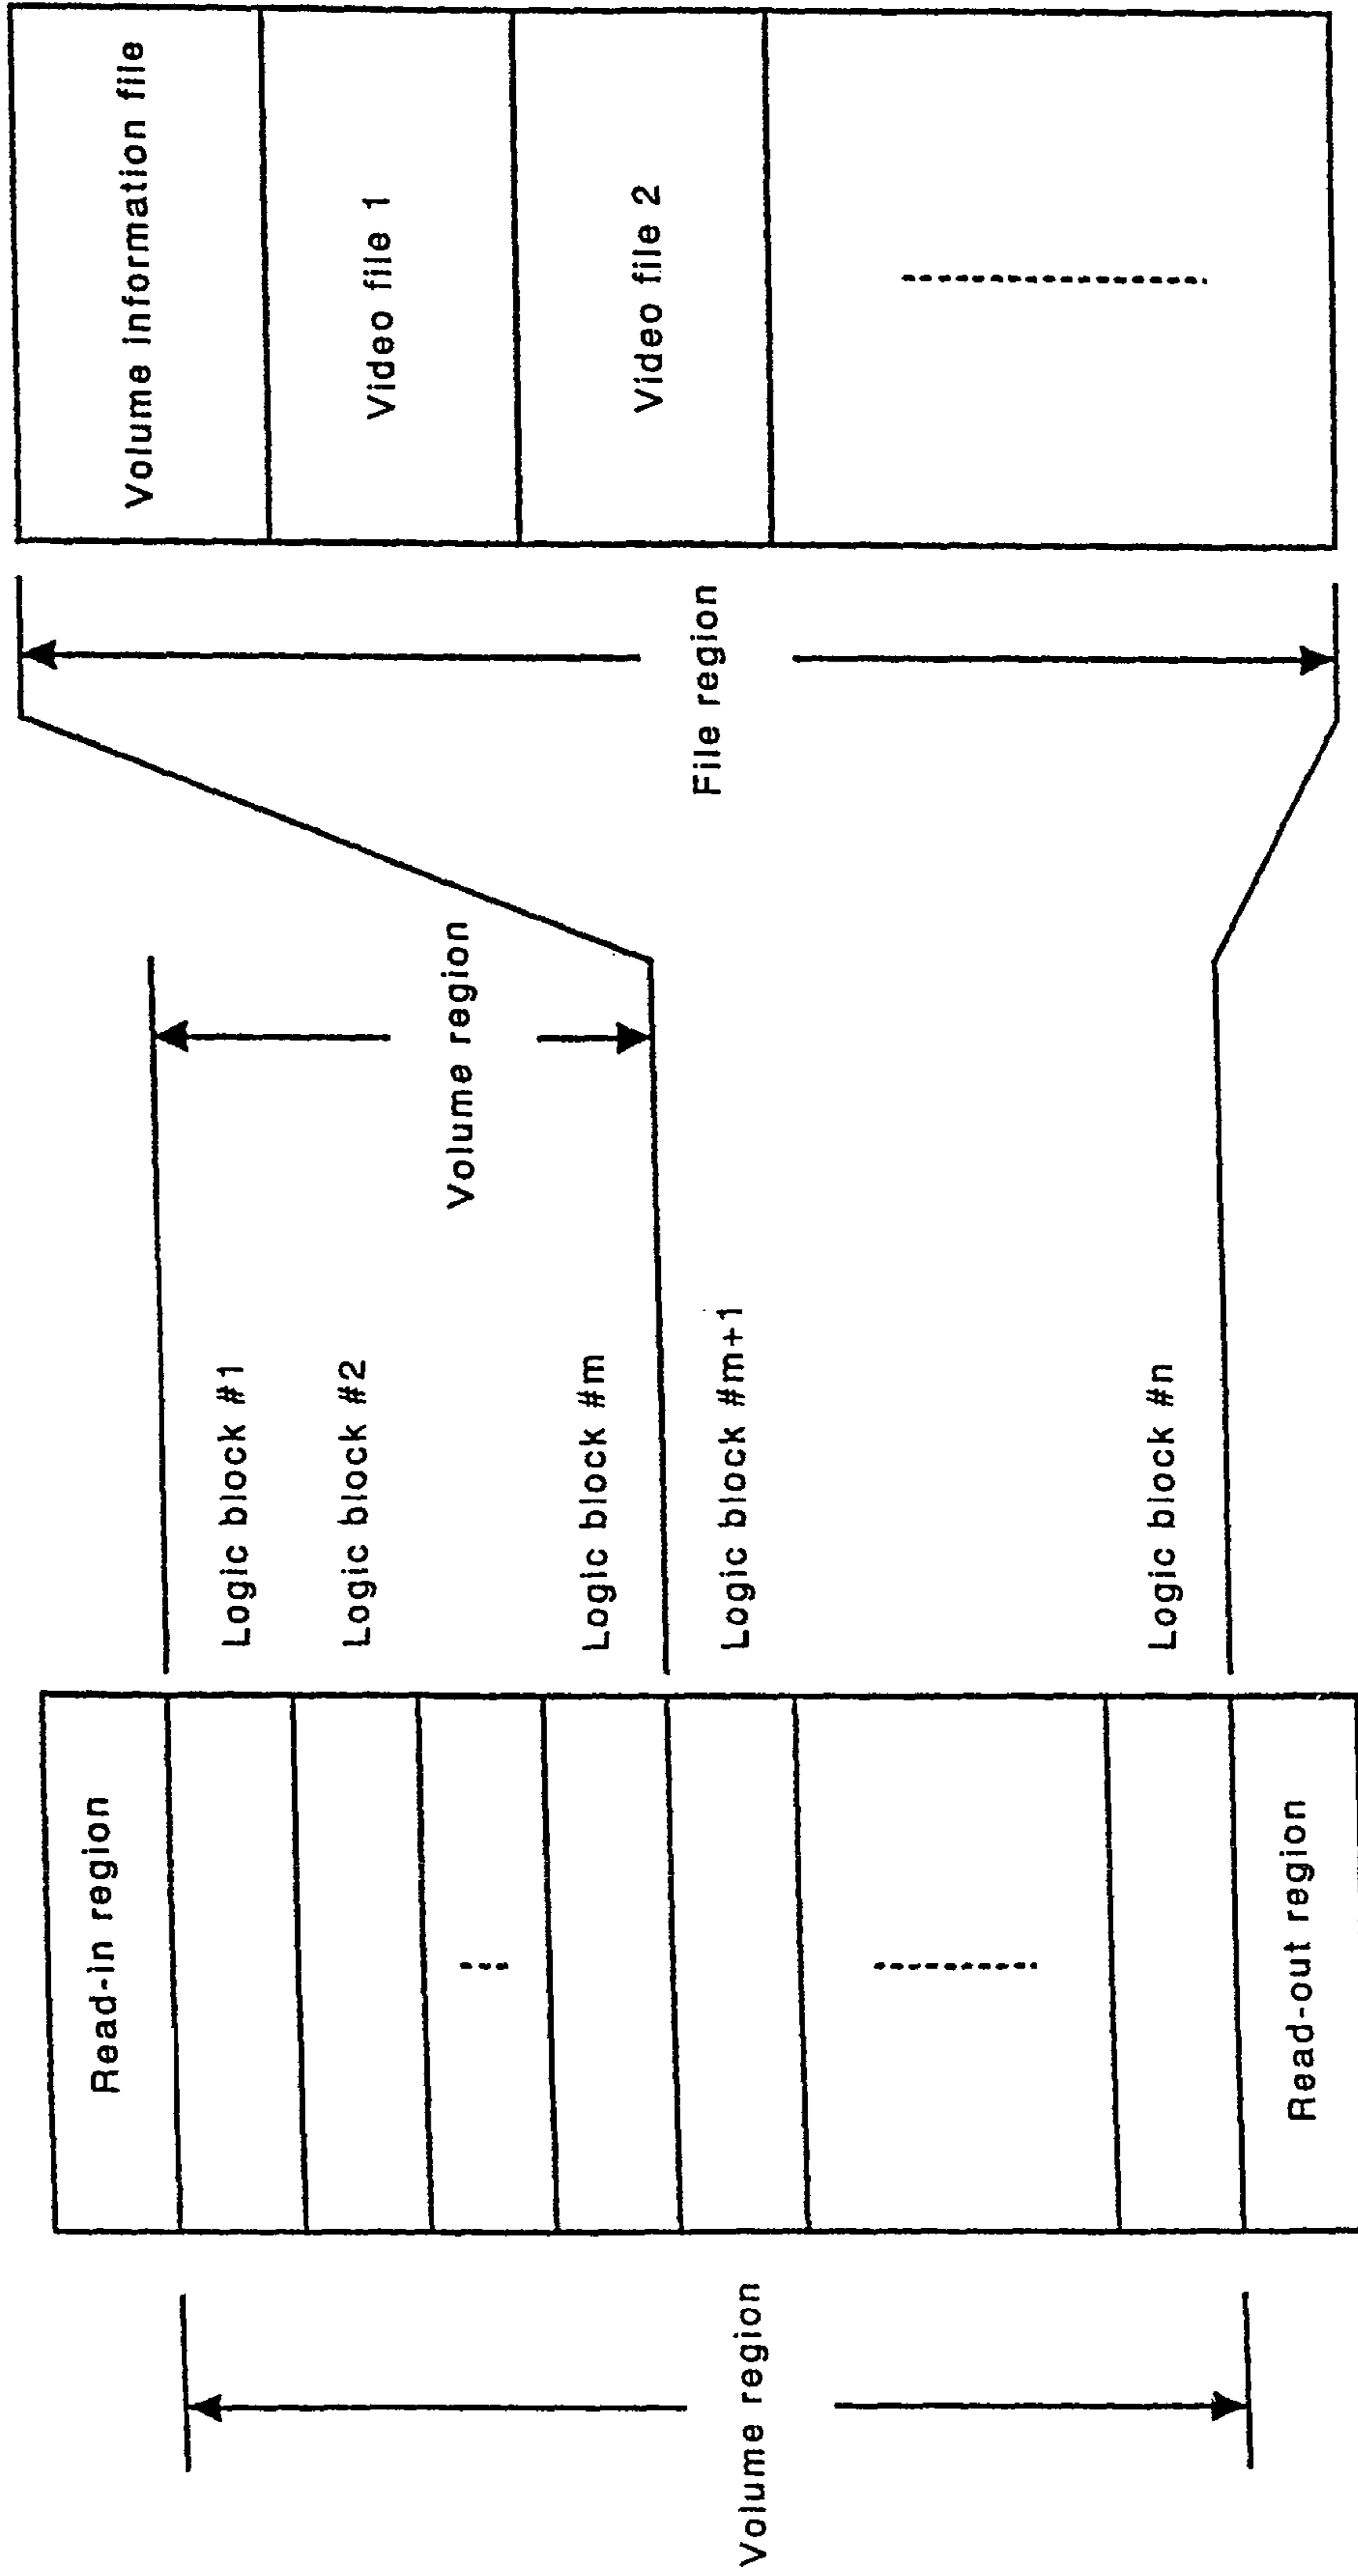 Volume region
Read-in region
Read-out region
Logic block #1
Logic block #2
Logic block #m
Logic block #m+1
Logic block #n
Volume region
File region
Volume information file
Video file 1
Video file 2